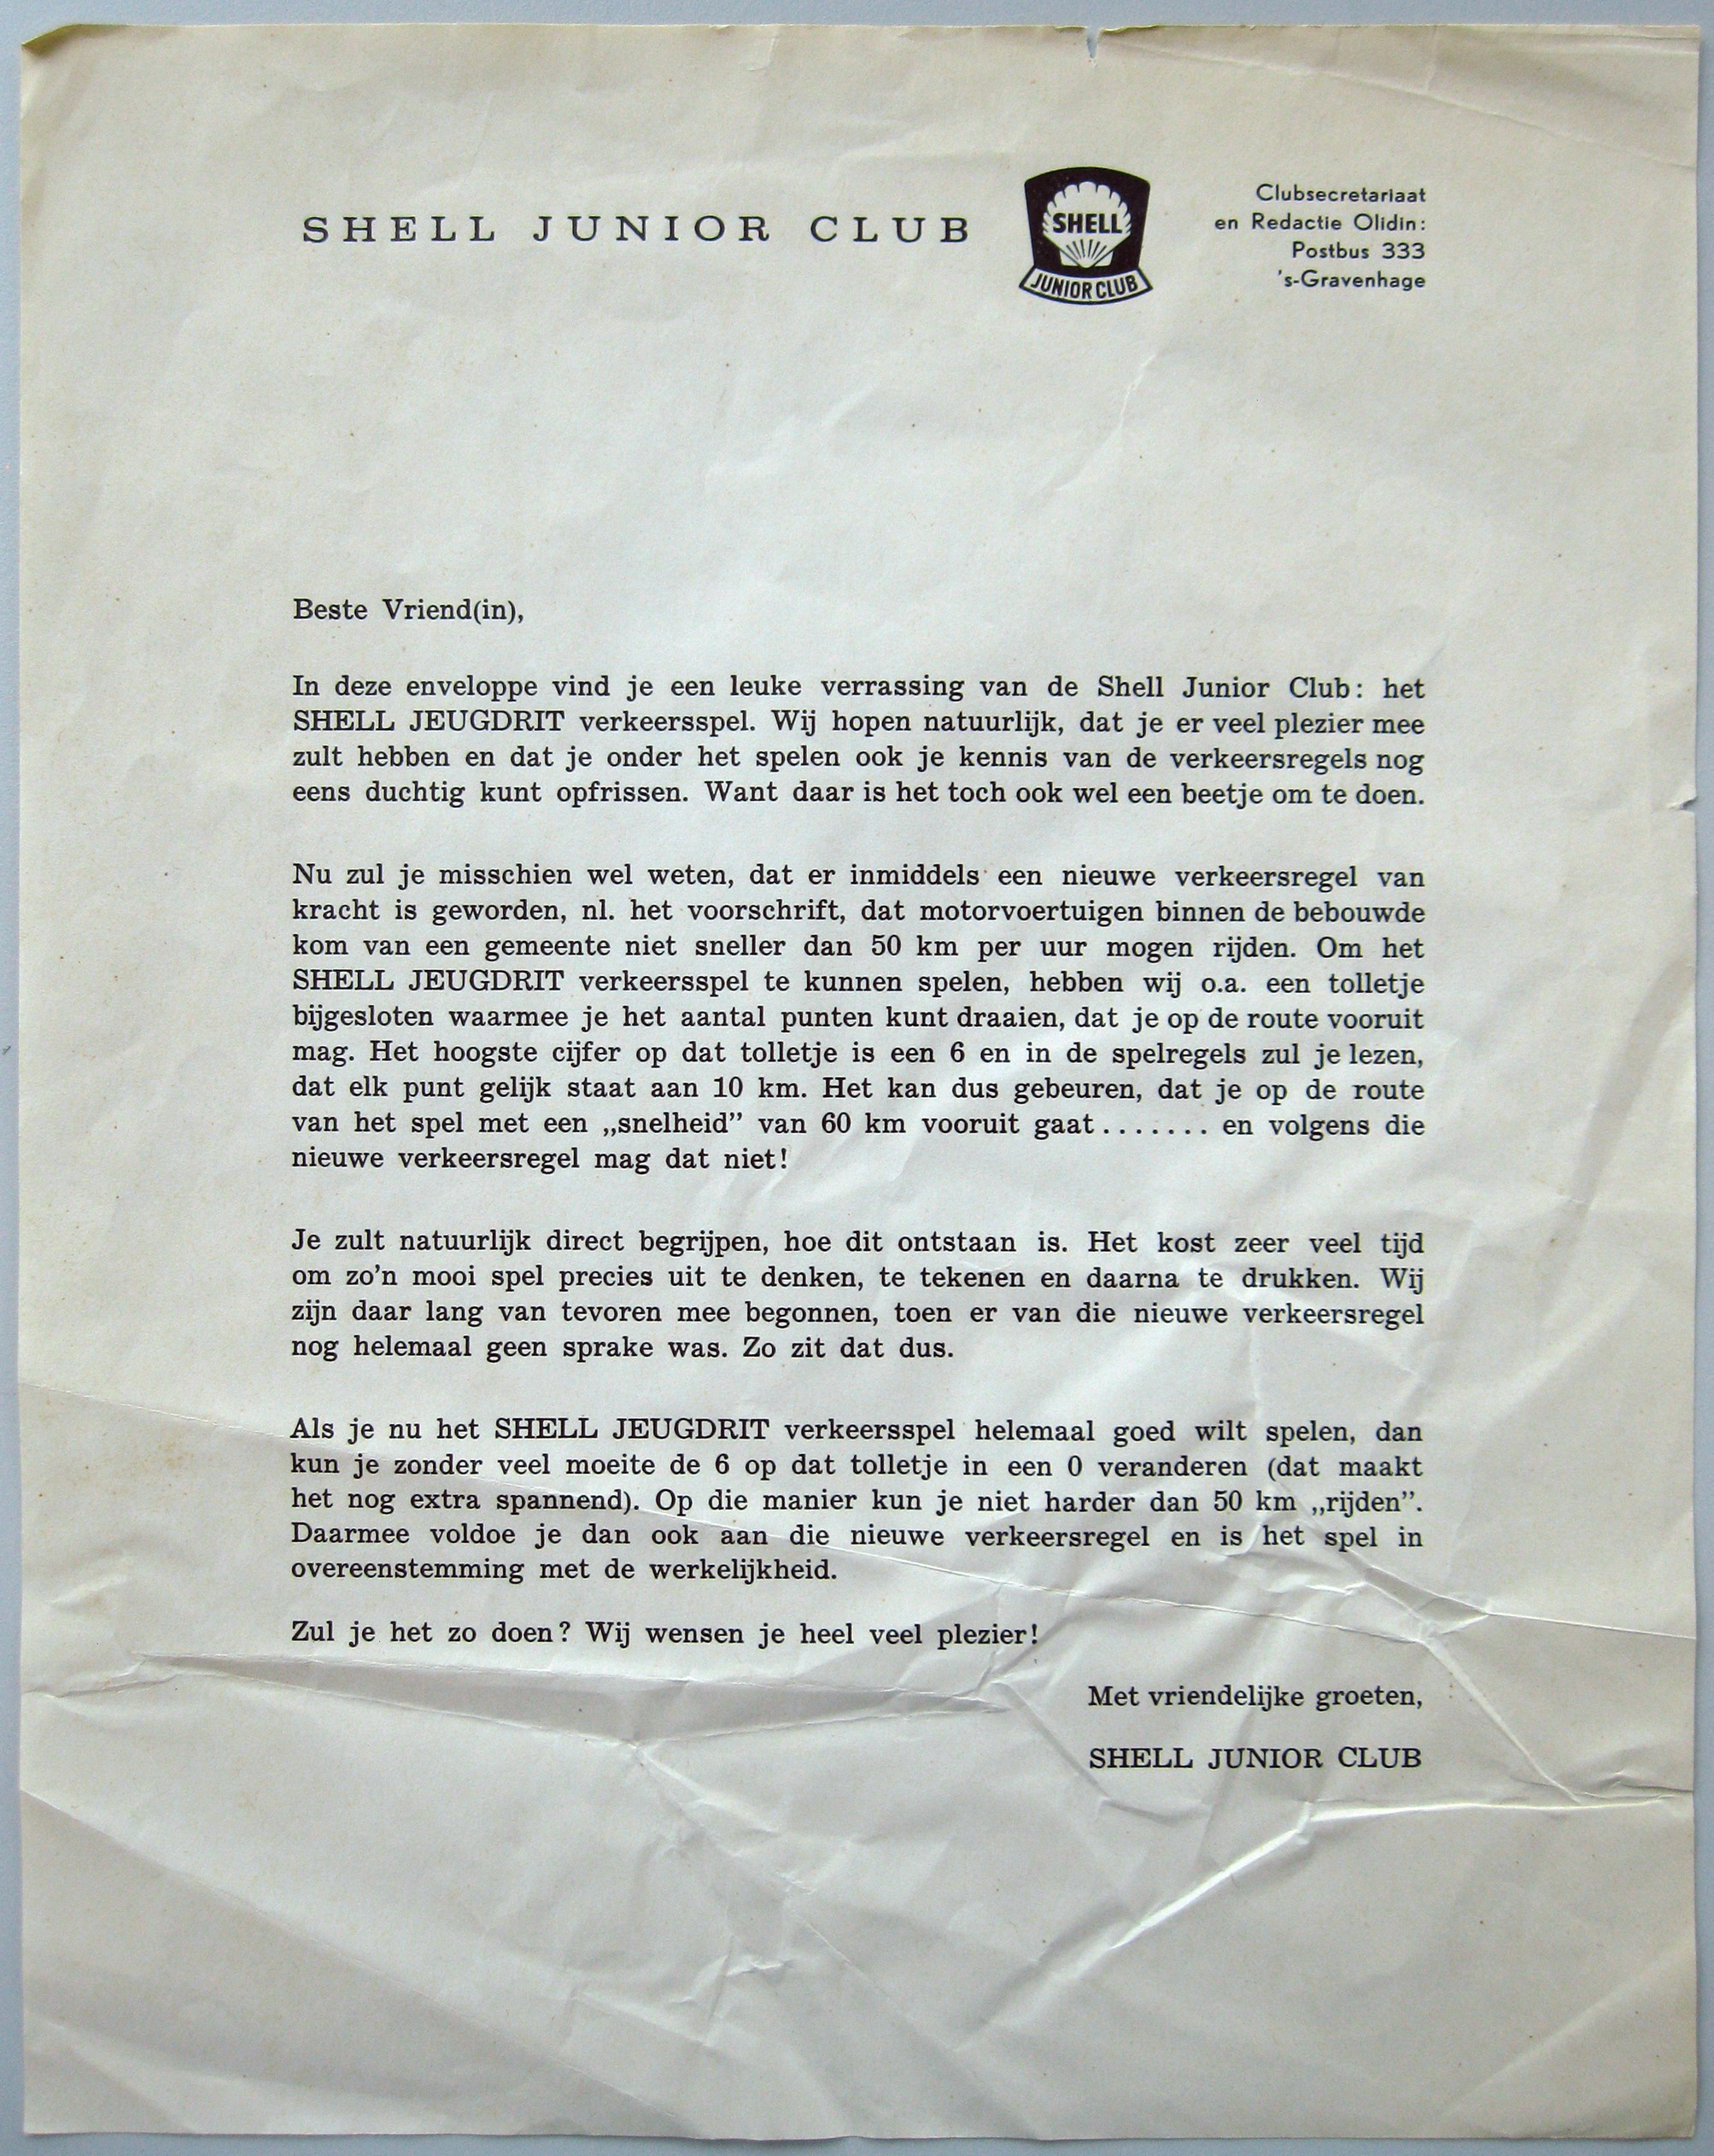 SHELL JUNIOR CLUB
SHELL
JUNIOR CLUB
Clubsecretariaat
en Redactie Olidin:
Postbus 333
's-Gravenhage
Beste Vriend(in),
In deze enveloppe vind je een leuke verrassing van de Shell Junior Club: het
SHELL JEUGDRIT verkeersspel. Wij hopen natuurlijk, dat je er veel plezier mee
zult hebben en dat je onder het spelen ook je kennis van de verkeersregels nog
eens duchtig kunt opfrissen. Want daar is het toch ook wel een beetje om te doen.
Nu zul je misschien wel weten, dat er inmiddels een nieuwe verkeersregel van
kracht is geworden, nl. het voorschrift, dat motorvoertuigen binnen de bebouwde
kom van een gemeente niet sneller dan 50 km per uur mogen rijden. Om het
SHELL JEUGDRIT verkeersspel te kunnen spelen, hebben wij o.a. een tolletje
bijgesloten waarmee je het aantal punten kunt draaien, dat je op de route vooruit
mag. Het hoogste cijfer op dat tolletje is een 6 en in de spelregels zul je lezen,
dat elk punt gelijk staat aan 10 km. Het kan dus gebeuren, dat je op de route
van het spel met een „snelheid” van 60 km vooruit gaat ....... en volgens die
nieuwe verkeersregel mag dat niet!
Je zult natuurlijk direct begrijpen, hoe dit ontstaan is. Het kost zeer veel tijd
om zo’n mooi spel precies uit te denken, te tekenen en daarna te drukken. Wij
zijn daar lang van tevoren mee begonnen, toen er van die nieuwe verkeersregel
nog helemaal geen sprake was. Zo zit dat dus.
Als je nu het SHELL JEUGDRIT verkeersspel helemaal goed wilt spelen, dan
kun je zonder veel moeite de 6 op dat tolletje in een 0 veranderen (dat maakt
het nog extra spannend). Op die manier kun je niet harder dan 50 km „rijden”.
Daarmee voldoe je dan ook aan die nieuwe verkeersregel en is het spel in
overeenstemming met de werkelijkheid.
Zul je het zo doen? Wij wensen je heel veel plezier!
Met vriendelijke groeten,
SHELL JUNIOR CLUB